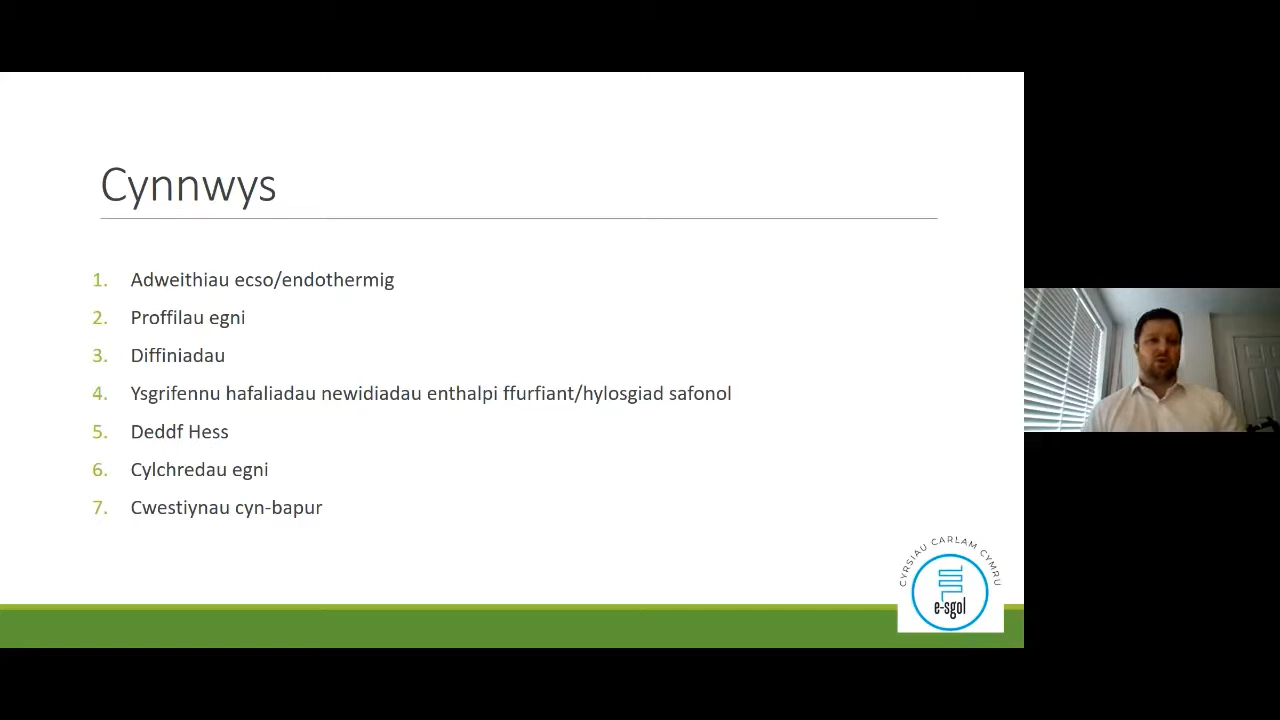 Cynnwys
1. Adweithiau ecso/endothermig
2. Proffilau egni
3. Diffiniadau
4. Ysgrifennu hafaliadau newidiadau enthalpi ffurfiant/hylosgiad safonol
5. Deddf Hess
6. Cylchredau egni
7. Cwestiynau cyn-bapur
CYRSIAU CARLAM CYMRU
e-sgol